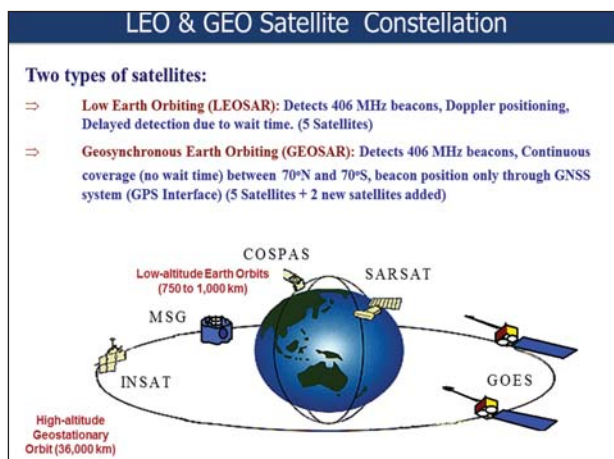 LEO & GEO Satellite Constellation
Two types of satellites:
⇒ Low Earth Orbiting (LEOSAR): Detects 406 MHz beacons, Doppler positioning,
Delayed detection due to wait time. (5 Satellites)
⇒ Geosynchronous Earth Orbiting (GEOSAR): Detects 406 MHz beacons, Continuous
coverage (no wait time) between 70ºN and 70ºS, beacon position only through GNSS
system (GPS Interface) (5 Satellites + 2 new satellites added)
COSPAS
Low-altitude Earth Orbits
(750 to 1,000 km)
SARSAT
MSG
INSAT
GOES
High-altitude
Geostationary
Orbit (36,000 km)